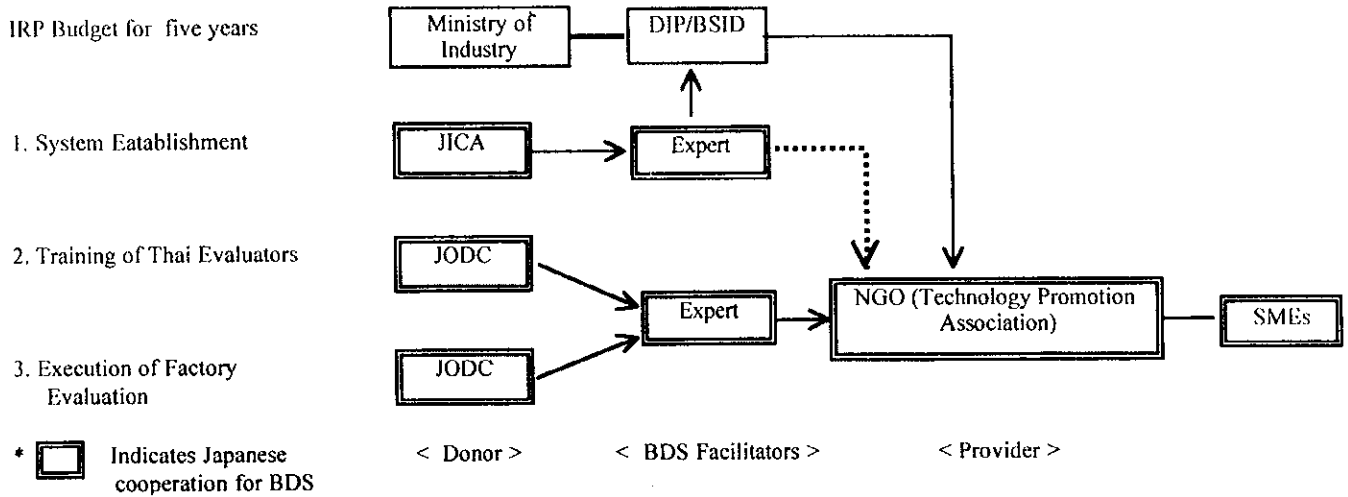 IRP Budget for five years
Ministry of
Industry
DIP/BSID
1. System Eatablishment
JICA
Expert
2. Training of Thai Evaluators
JODC
Expert
NGO (Technology Promotion
Association)
SMEs
3. Execution of Factory
Evaluation
JODC
* Indicates Japanese
cooperation for BDS
< Donor >
< BDS Facilitators >
< Provider >